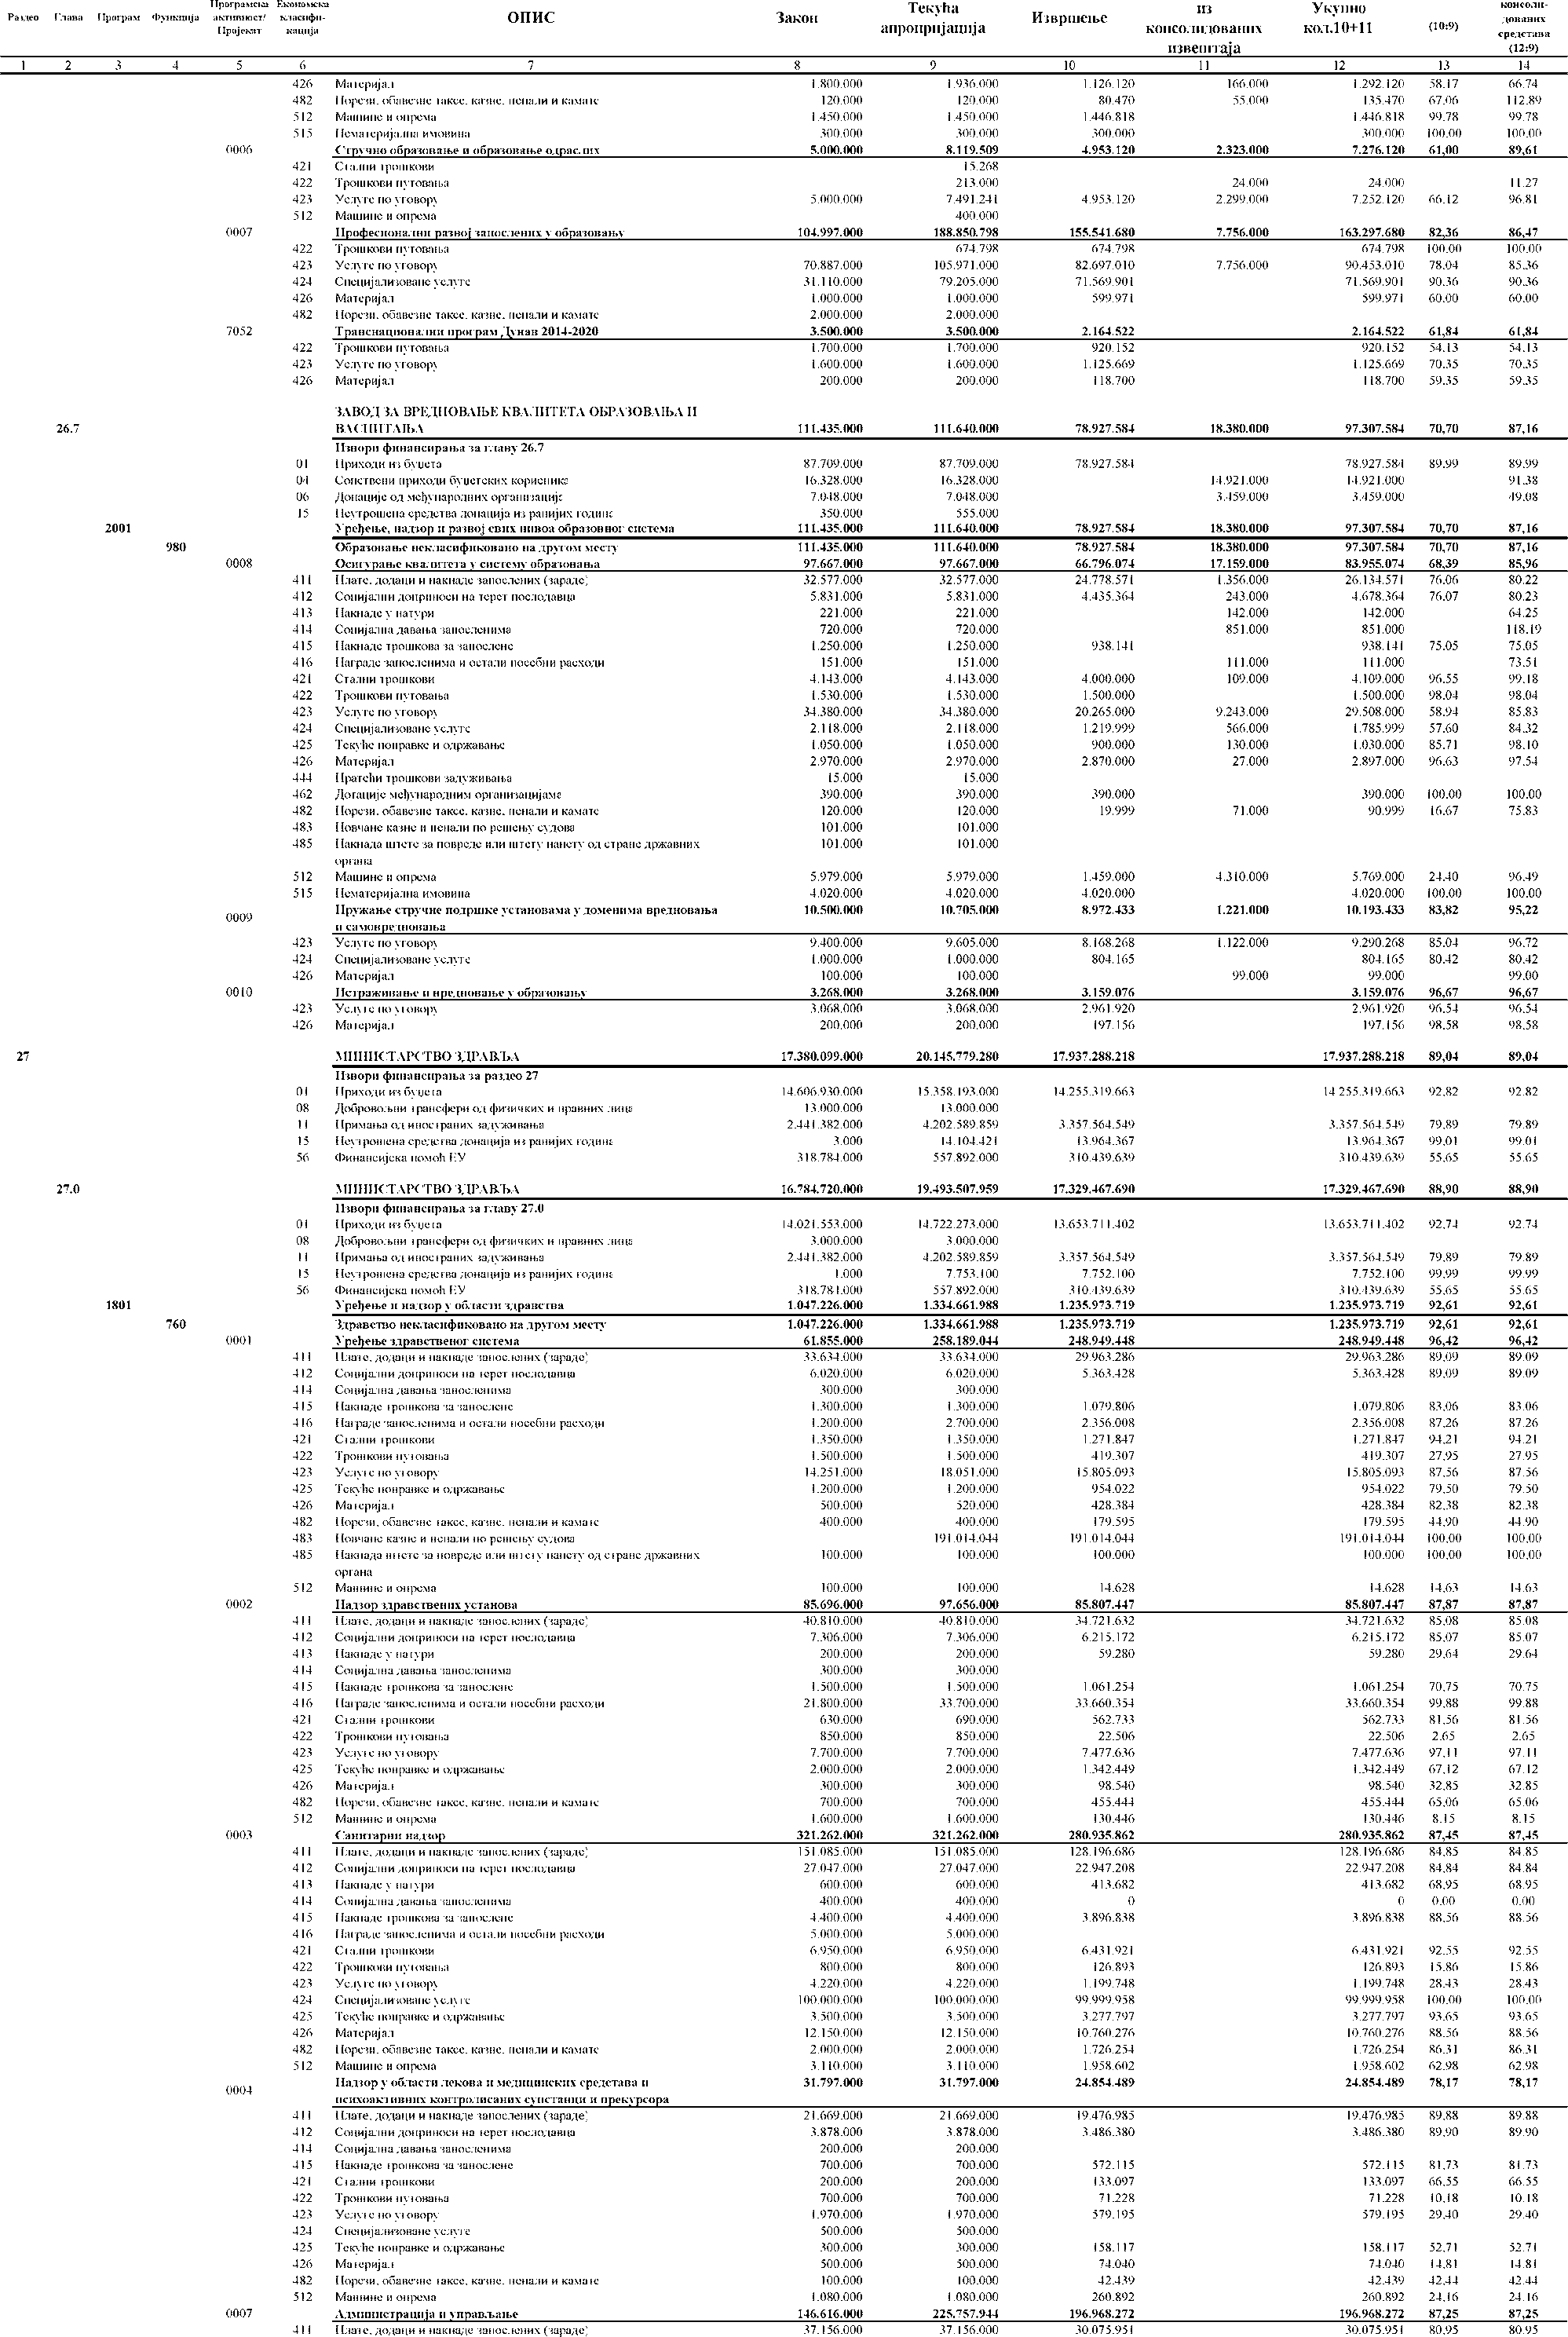 Раздео Глава Програм Функција Програмска активност/ Пројекат Економска класифи-кација ОПИС Закон Текућа апропријација Извршење из консолидованих извештаја Укупно кол.10+11 (10:9) консоли-дованих средстава (12:9)
1 2 3 4 5 6 7 8 9 10 11 12 13 14
426 Материјал 1.800.000 1.936.000 1.126.120 166.000 1.292.120 58,17 66,74
482 Порези, обавезне таксе, казне, пенали и камате 120.000 120.000 80.470 55.000 135.470 67,06 112,89
512 Машине и опрема 1.450.000 1.450.000 1.446.818 1.446.818 99,78 99,78
515 Нематеријална имовина 300.000 300.000 300.000 300.000 100,00 100,00
0006 Стручно образовање и образовање одраслих 5.000.000 8.119.509 4.953.120 2.323.000 7.276.120 61,00 89,61
421 Стални трошкови 15.268
422 Трошкови путовања 213.000 24.000 24.000 11,27
423 Услуге по уговору 5.000.000 7.491.241 4.953.120 2.299.000 7.252.120 66,12 96,81
512 Машине и опрема 400.000
0007 Професионални развој запослених у образовању 104.997.000 188.850.798 155.541.680 7.756.000 163.297.680 82,36 86,47
422 Трошкови путовања 674.798 674.798 674.798 100,00 100,00
423 Услуге по уговору 70.887.000 105.971.000 82.697.010 7.756.000 90.453.010 78,04 85,36
424 Специјализоване услуге 31.110.000 79.205.000 71.569.901 71.569.901 90,36 90,36
426 Материјал 1.000.000 1.000.000 599.971 599.971 60,00 60,00
482 Порези, обавезне таксе, казне, пенали и камате 2.000.000 2.000.000
7052 Транснационални програм Дунав 2014-2020 3.500.000 3.500.000 2.164.522 2.164.522 61,84 61,84
422 Трошкови путовања 1.700.000 1.700.000 920.152 920.152 54,13 54,13
423 Услуге по уговору 1.600.000 1.600.000 1.125.669 1.125.669 70,35 70,35
426 Материјал 200.000 200.000 118.700 118.700 59,35 59,35
ЗАВОД ЗА ВРЕДНОВАЊЕ КВАЛИТЕТА ОБРАЗОВАЊА И
26.7 ВАСПИТАЊА 111.435.000 111.640.000 78.927.584 18.380.000 97.307.584 70,70 87,16
Извори финансирања за главу 26.7
01 Приходи из буџета 87.709.000 87.709.000 78.927.584 78.927.584 89,99 89,99
04 Сопствени приходи буџетских корисника 16.328.000 16.328.000 14.921.000 14.921.000 91,38
06 Донације од међународних организација 7.048.000 7.048.000 3.459.000 3.459.000 49,08
15 Неутрошена средства донација из ранијих година 350.000 555.000
2001 Уређење, надзор и развој свих нивоа образовног система 111.435.000 111.640.000 78.927.584 18.380.000 97.307.584 70,70 87,16
980 Образовање некласификовано на другом месту 111.435.000 111.640.000 78.927.584 18.380.000 97.307.584 70,70 87,16
0008 Осигурање квалитета у систему образовања 97.667.000 97.667.000 66.796.074 17.159.000 83.955.074 68,39 85,96
411 Плате, додаци и накнаде запослених (зараде) 32.577.000 32.577.000 24.778.571 1.356.000 26.134.571 76,06 80,22
412 Социјални доприноси на терет послодавца 5.831.000 5.831.000 4.435.364 243.000 4.678.364 76,07 80,23
413 Накнаде у натури 221.000 221.000 142.000 142.000 64,25
414 Социјална давања запосленима 720.000 720.000 851.000 851.000 118,19
415 Накнаде трошкова за запослене 1.250.000 1.250.000 938.141 938.141 75,05 75,05
416 Награде запосленима и остали посебни расходи 151.000 151.000 111.000 111.000 73,51
421 Стални трошкови 4.143.000 4.143.000 4.000.000 109.000 4.109.000 96,55 99,18
422 Трошкови путовања 1.530.000 1.530.000 1.500.000 1.500.000 98,04 98,04
423 Услуге по уговору 34.380.000 34.380.000 20.265.000 9.243.000 29.508.000 58,94 85,83
424 Специјализоване услуге 2.118.000 2.118.000 1.219.999 566.000 1.785.999 57,60 84,32
425 Текуће поправке и одржавање 1.050.000 1.050.000 900.000 130.000 1.030.000 85,71 98,10
426 Материјал 2.970.000 2.970.000 2.870.000 27.000 2.897.000 96,63 97,54
444 Пратећи трошкови задуживања 15.000 15.000
462 Дотације међународним организацијама 390.000 390.000 390.000 390.000 100,00 100,00
482 Порези, обавезне таксе, казне, пенали и камате 120.000 120.000 19.999 71.000 90.999 16,67 75,83
483 Новчане казне и пенали по решењу судова 101.000 101.000
485 Накнада штете за повреде или штету нанету од стране државних 101.000 101.000
органа
512 Машине и опрема 5.979.000 5.979.000 1.459.000 4.310.000 5.769.000 24,40 96,49
515 Нематеријална имовина 4.020.000 4.020.000 4.020.000 4.020.000 100,00 100,00
0009 Пружање стручне подршке установама у доменима вредновања 10.500.000 10.705.000 8.972.433 1.221.000 10.193.433 83,82 95,22
и самовредновања
423 Услуге по уговору 9.400.000 9.605.000 8.168.268 1.122.000 9.290.268 85,04 96,72
424 Специјализоване услуге 1.000.000 1.000.000 804.165 804.165 80,42 80,42
426 Материјал 100.000 100.000 99.000 99.000 99,00
0010 Истраживање и вредновање у образовању 3.268.000 3.268.000 3.159.076 3.159.076 96,67 96,67
423 Услуге по уговору 3.068.000 3.068.000 2.961.920 2.961.920 96,54 96,54
426 Материјал 200.000 200.000 197.156 197.156 98,58 98,58
27 МИНИСТАРСТВО ЗДРАВЉА 17.380.099.000 20.145.779.280 17.937.288.218 17.937.288.218 89,04 89,04
Извори финансирања за раздео 27
01 Приходи из буџета 14.606.930.000 15.358.193.000 14.255.319.663 14.255.319.663 92,82 92,82
08 Добровољни трансфери од физичких и правних лица 13.000.000 13.000.000
11 Примања од иностраних задуживања 2.441.382.000 4.202.589.859 3.357.564.549 3.357.564.549 79,89 79,89
15 Неутрошена средства донација из ранијих година 3.000 14.104.421 13.964.367 13.964.367 99,01 99,01
56 Финансијска помоћ ЕУ 318.784.000 557.892.000 310.439.639 310.439.639 55,65 55,65
27.0 МИНИСТАРСТВО ЗДРАВЉА 16.784.720.000 19.493.507.959 17.329.467.690 17.329.467.690 88,90 88,90
Извори финансирања за главу 27.0
01 Приходи из буџета 14.021.553.000 14.722.273.000 13.653.711.402 13.653.711.402 92,74 92,74
08 Добровољни трансфери од физичких и правних лица 3.000.000 3.000.000
11 Примања од иностраних задуживања 2.441.382.000 4.202.589.859 3.357.564.549 3.357.564.549 79,89 79,89
15 Неутрошена средства донација из ранијих година 1.000 7.753.100 7.752.100 7.752.100 99,99 99,99
56 Финансијска помоћ ЕУ 318.784.000 557.892.000 310.439.639 310.439.639 55,65 55,65
1801 Уређење и надзор у области здравства 1.047.226.000 1.334.661.988 1.235.973.719 1.235.973.719 92,61 92,61
760 Здравство некласификовано на другом месту 1.047.226.000 1.334.661.988 1.235.973.719 1.235.973.719 92,61 92,61
0001 Уређење здравственог система 61.855.000 258.189.044 248.949.448 248.949.448 96,42 96,42
411 Плате, додаци и накнаде запослених (зараде) 33.634.000 33.634.000 29.963.286 29.963.286 89,09 89,09
412 Социјални доприноси на терет послодавца 6.020.000 6.020.000 5.363.428 5.363.428 89,09 89,09
414 Социјална давања запосленима 300.000 300.000
415 Накнаде трошкова за запослене 1.300.000 1.300.000 1.079.806 1.079.806 83,06 83,06
416 Награде запосленима и остали посебни расходи 1.200.000 2.700.000 2.356.008 2.356.008 87,26 87,26
421 Стални трошкови 1.350.000 1.350.000 1.271.847 1.271.847 94,21 94,21
422 Трошкови путовања 1.500.000 1.500.000 419.307 419.307 27,95 27,95
423 Услуге по уговору 14.251.000 18.051.000 15.805.093 15.805.093 87,56 87,56
425 Текуће поправке и одржавање 1.200.000 1.200.000 954.022 954.022 79,50 79,50
426 Материјал 500.000 520.000 428.384 428.384 82,38 82,38
482 Порези, обавезне таксе, казне, пенали и камате 400.000 400.000 179.595 179.595 44,90 44,90
483 Новчане казне и пенали по решењу судова 191.014.044 191.014.044 191.014.044 100,00 100,00
485 Накнада штете за повреде или штету нанету од стране државних 100.000 100.000 100.000 100.000 100,00 100,00
органа
512 Машине и опрема 100.000 100.000 14.628 14.628 14,63 14,63
0002 Надзор здравствених установа 85.696.000 97.656.000 85.807.447 85.807.447 87,87 87,87
411 Плате, додаци и накнаде запослених (зараде) 40.810.000 40.810.000 34.721.632 34.721.632 85,08 85,08
412 Социјални доприноси на терет послодавца 7.306.000 7.306.000 6.215.172 6.215.172 85,07 85,07
413 Накнаде у натури 200.000 200.000 59.280 59.280 29,64 29,64
414 Социјална давања запосленима 300.000 300.000
415 Накнаде трошкова за запослене 1.500.000 1.500.000 1.061.254 1.061.254 70,75 70,75
416 Награде запосленима и остали посебни расходи 21.800.000 33.700.000 33.660.354 33.660.354 99,88 99,88
421 Стални трошкови 630.000 690.000 562.733 562.733 81,56 81,56
422 Трошкови путовања 850.000 850.000 22.506 22.506 2,65 2,65
423 Услуге по уговору 7.700.000 7.700.000 7.477.636 7.477.636 97,11 97,11
425 Текуће поправке и одржавање 2.000.000 2.000.000 1.342.449 1.342.449 67,12 67,12
426 Материјал 300.000 300.000 98.540 98.540 32,85 32,85
482 Порези, обавезне таксе, казне, пенали и камате 700.000 700.000 455.444 455.444 65,06 65,06
512 Машине и опрема 1.600.000 1.600.000 130.446 130.446 8,15 8,15
0003 Санитарни надзор 321.262.000 321.262.000 280.935.862 280.935.862 87,45 87,45
411 Плате, додаци и накнаде запослених (зараде) 151.085.000 151.085.000 128.196.686 128.196.686 84,85 84,85
412 Социјални доприноси на терет послодавца 27.047.000 27.047.000 22.947.208 22.947.208 84,84 84,84
413 Накнаде у натури 600.000 600.000 413.682 413.682 68,95 68,95
414 Социјална давања запосленима 400.000 400.000 0 0 0,00 0,00
415 Накнаде трошкова за запослене 4.400.000 4.400.000 3.896.838 3.896.838 88,56 88,56
416 Награде запосленима и остали посебни расходи 5.000.000 5.000.000
421 Стални трошкови 6.950.000 6.950.000 6.431.921 6.431.921 92,55 92,55
422 Трошкови путовања 800.000 800.000 126.893 126.893 15,86 15,86
423 Услуге по уговору 4.220.000 4.220.000 1.199.748 1.199.748 28,43 28,43
424 Специјализоване услуге 100.000.000 100.000.000 99.999.958 99.999.958 100,00 100,00
425 Текуће поправке и одржавање 3.500.000 3.500.000 3.277.797 3.277.797 93,65 93,65
426 Материјал 12.150.000 12.150.000 10.760.276 10.760.276 88,56 88,56
482 Порези, обавезне таксе, казне, пенали и камате 2.000.000 2.000.000 1.726.254 1.726.254 86,31 86,31
512 Машине и опрема 3.110.000 3.110.000 1.958.602 1.958.602 62,98 62,98
0004 Надзор у области лекова и медицинских средстава и 31.797.000 31.797.000 24.854.489 24.854.489 78,17 78,17
психоактивних контролисаних супстанци и прекурсора
411 Плате, додаци и накнаде запослених (зараде) 21.669.000 21.669.000 19.476.985 19.476.985 89,88 89,88
412 Социјални доприноси на терет послодавца 3.878.000 3.878.000 3.486.380 3.486.380 89,90 89,90
414 Социјална давања запосленима 200.000 200.000
415 Накнаде трошкова за запослене 700.000 700.000 572.115 572.115 81,73 81,73
421 Стални трошкови 200.000 200.000 133.097 133.097 66,55 66,55
422 Трошкови путовања 700.000 700.000 71.228 71.228 10,18 10,18
423 Услуге по уговору 1.970.000 1.970.000 579.195 579.195 29,40 29,40
424 Специјализоване услуге 500.000 500.000
425 Текуће поправке и одржавање 300.000 300.000 158.117 158.117 52,71 52,71
426 Материјал 500.000 500.000 74.040 74.040 14,81 14,81
482 Порези, обавезне таксе, казне, пенали и камате 100.000 100.000 42.439 42.439 42,44 42,44
512 Машине и опрема 1.080.000 1.080.000 260.892 260.892 24,16 24,16
0007 Администрација и управљање 146.616.000 225.757.944 196.968.272 196.968.272 87,25 87,25
411 Плате, додаци и накнаде запослених (зараде) 37.156.000 37.156.000 30.075.951 30.075.951 80,95 80,95